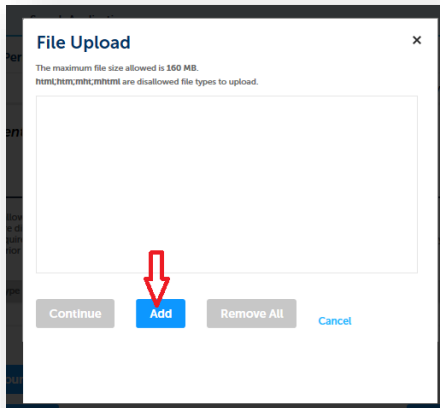 File Upload
×
The maximum file size allowed is 160 MB.
html;htm;mht;mhtml are disallowed file types to upload.
Continue
Add
Remove All
Cancel